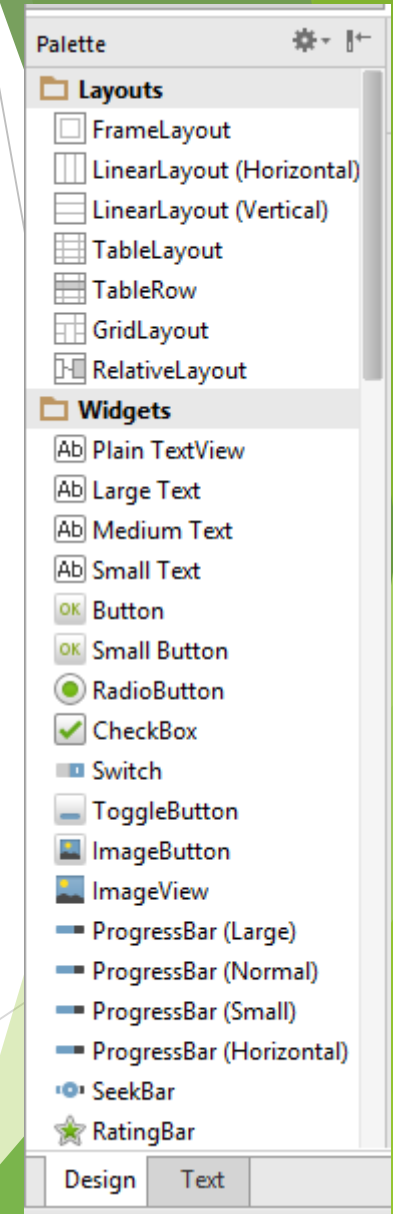 Palette
Layouts
FrameLayout
LinearLayout (Horizontal)
LinearLayout (Vertical)
TableLayout
TableRow
GridLayout
RelativeLayout
Widgets
Ab Plain TextView
Ab Large Text
Ab Medium Text
Ab Small Text
OK Button
OK Small Button
RadioButton
CheckBox
Switch
ToggleButton
ImageButton
ImageView
ProgressBar (Large)
ProgressBar (Normal)
ProgressBar (Small)
ProgressBar (Horizontal)
SeekBar
RatingBar
Design Text